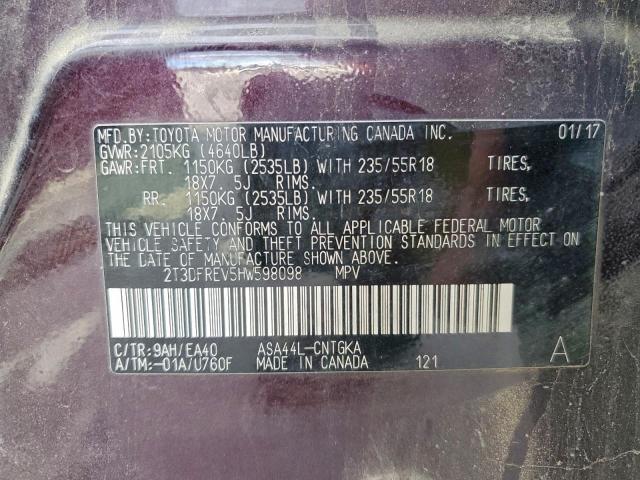 MFD.BY:TOYOTA MOTOR MANUFACTURING CANADA INC. 01/17
GVWR:2105KG (4640LB)
GAWR:FRT. 1150KG (2535LB) WITH 235/55R18 TIRES,
18X7.5J RIMS.
RR. 1150KG (2535LB) WITH 235/55R18 TIRES,
18X7.5J RIMS.
THIS VEHICLE CONFORMS TO ALL APPLICABLE FEDERAL MOTOR
VEHICLE SAFETY AND THEFT PREVENTION STANDARDS IN EFFECT ON
THE DATE OF MANUFACTURE SHOWN ABOVE.
2T3DFREV5HW598098 MPV
C/TR:9AH/EA40 ASA44L-CNTGKA A
A/TM:-01A/U760F MADE IN CANADA 121